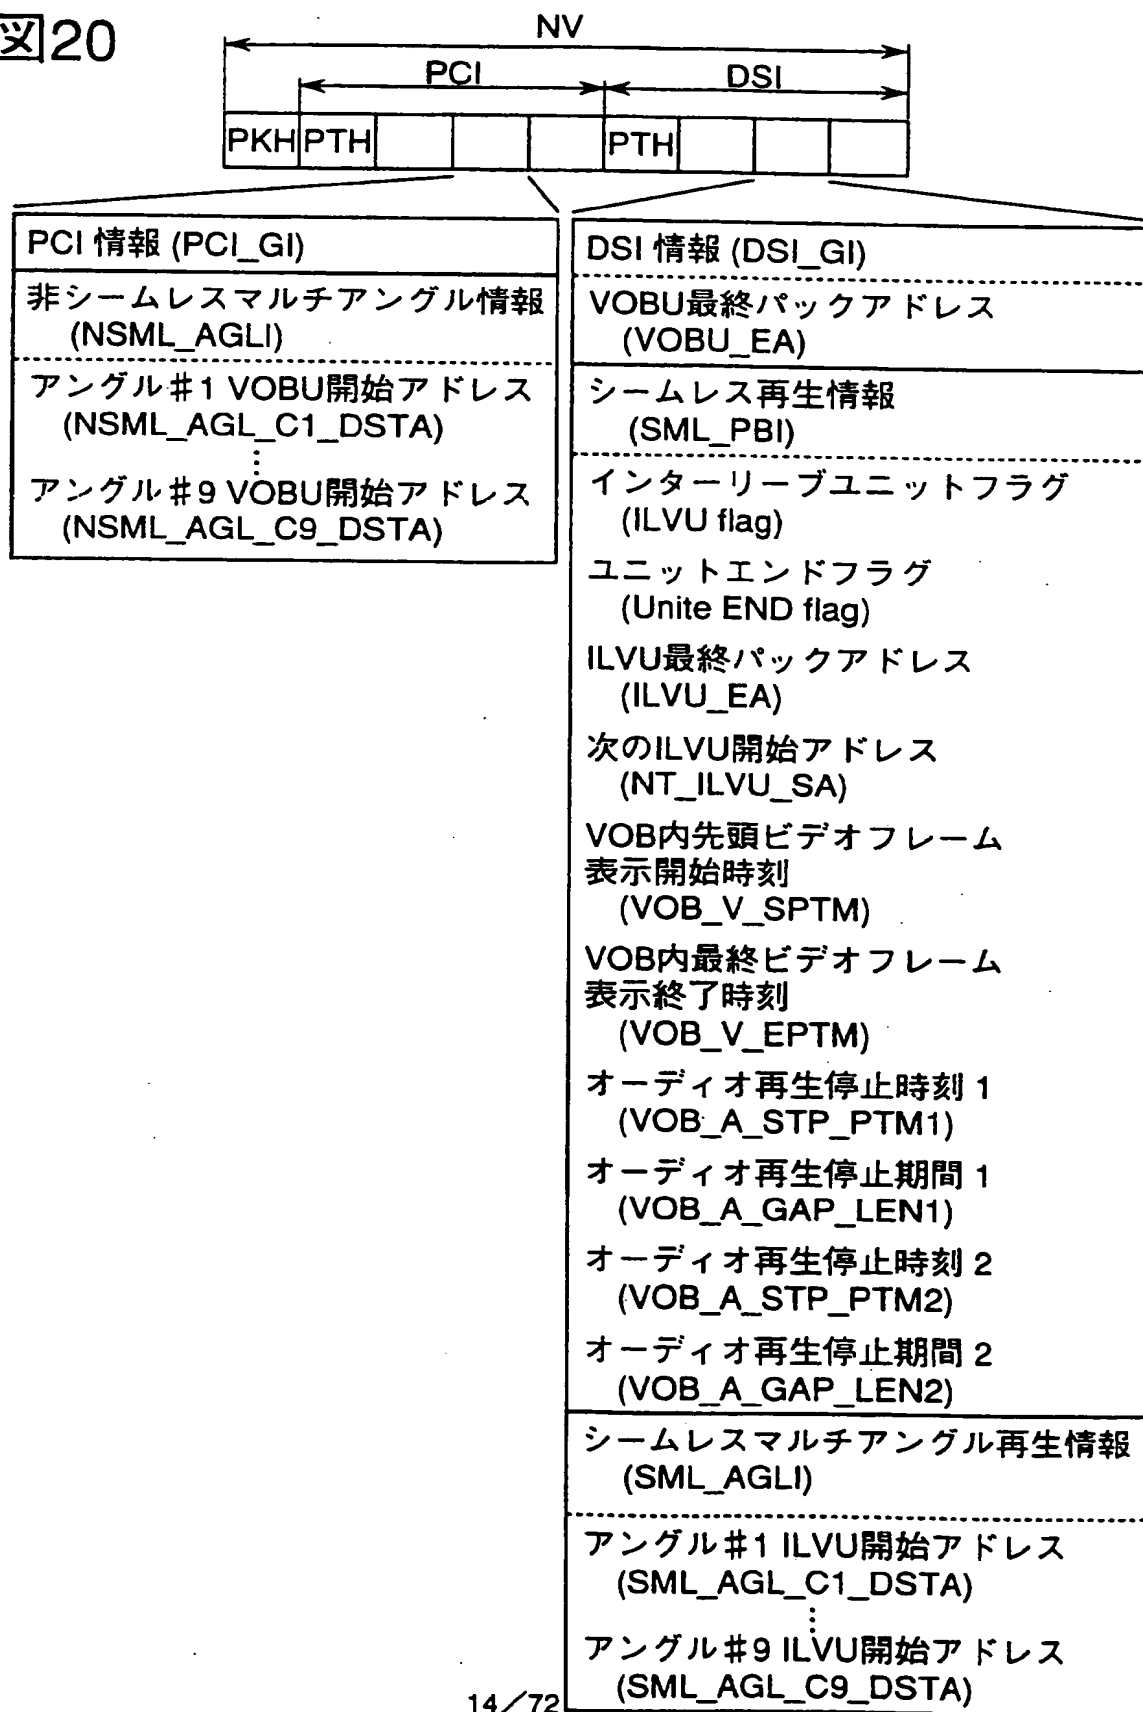 図20
NV
PCI
DSI
PKH
PTH
PTH
PCI 情報 (PCI_GI)
非シームレスマルチアングル情報
(NSML_AGLI)
アングル#1 VOBU開始アドレス
(NSML_AGL_C1_DSTA)
⋮
アングル#9 VOBU開始アドレス
(NSML_AGL_C9_DSTA)
DSI 情報 (DSI_GI)
VOBU最終パックアドレス
(VOBU_EA)
シームレス再生情報
(SML_PBI)
インターリーブユニットフラグ
(ILVU flag)
ユニットエンドフラグ
(Unite END flag)
ILVU最終パックアドレス
(ILVU_EA)
次のILVU開始アドレス
(NT_ILVU_SA)
VOB内先頭ビデオフレーム
表示開始時刻
(VOB_V_SPTM)
VOB内最終ビデオフレーム
表示終了時刻
(VOB_V_EPTM)
オーディオ再生停止時刻 1
(VOB_A_STP_PTM1)
オーディオ再生停止期間 1
(VOB_A_GAP_LEN1)
オーディオ再生停止時刻 2
(VOB_A_STP_PTM2)
オーディオ再生停止期間 2
(VOB_A_GAP_LEN2)
シームレスマルチアングル再生情報
(SML_AGLI)
アングル#1 ILVU開始アドレス
(SML_AGL_C1_DSTA)
⋮
アングル#9 ILVU開始アドレス
(SML_AGL_C9_DSTA)
14/72